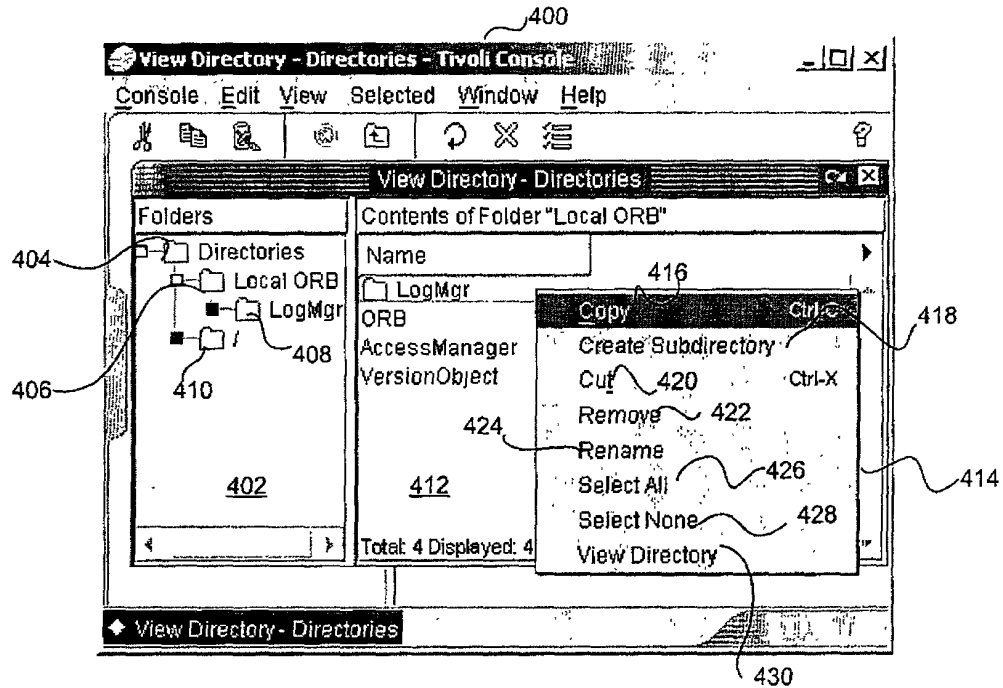 400
View Directory - Directories - Tivoli Console
Console Edit View Selected Window Help
View Directory - Directories
Folders
Contents of Folder "Local ORB"
404
Directories
Name
406
Local ORB
LogMgr
408
/
410
402
LogMgr
ORB
AccessManager
VersionObject
412
Total: 4 Displayed: 4
416
Copy Ctrl-C
418
Create Subdirectory
Cut Ctrl-X
420
Remove
422
424
Rename
Select All
426
414
Select None
428
View Directory
430
View Directory - Directories